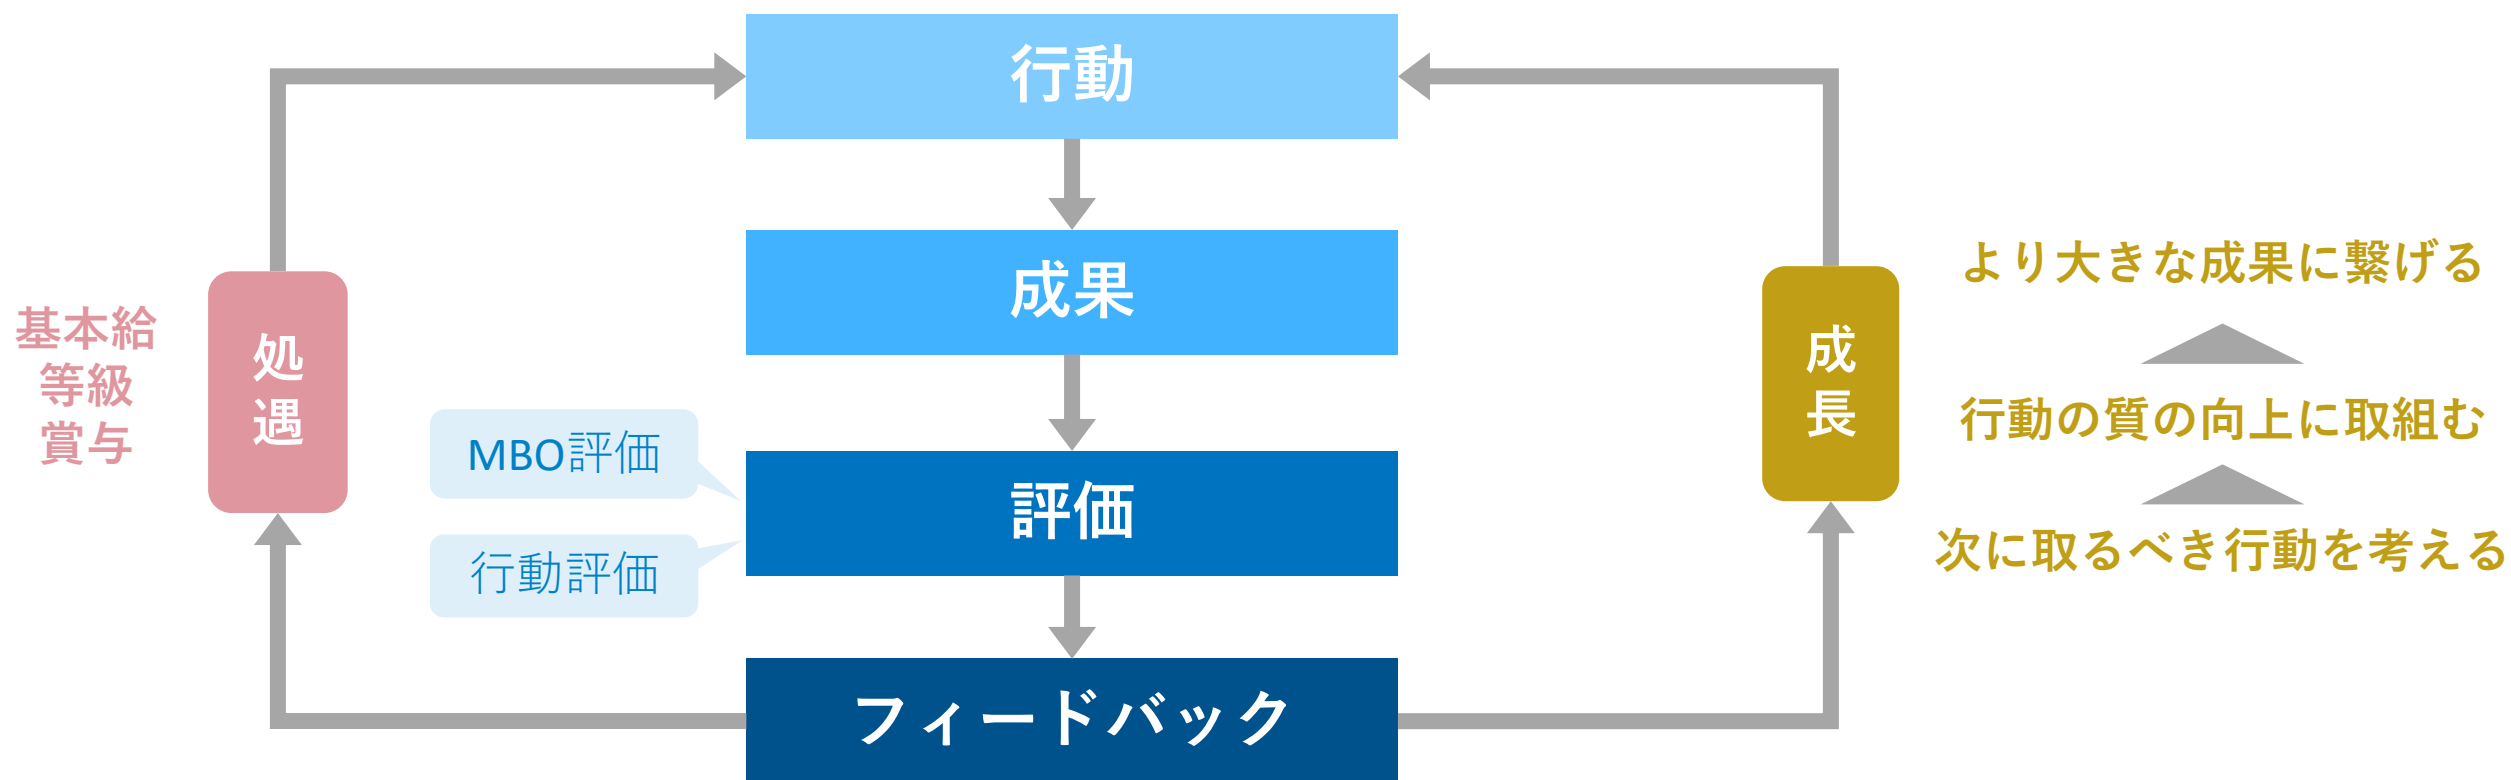 行動
成果
評価
フィードバック
MBO評価
行動評価
処遇
基本給
等級
賞与
成長
より大きな成果に繋げる
行動の質の向上に取組む
次に取るべき行動を考える